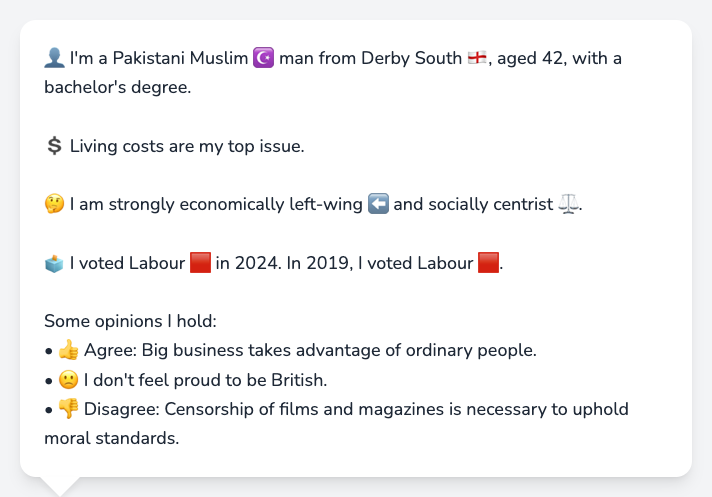 👤 I'm a Pakistani Muslim ☪️ man from Derby South 🏴󠁧󠁢󠁥󠁮󠁧󠁿, aged 42, with a
bachelor's degree.
💲 Living costs are my top issue.
🤔 I am strongly economically left-wing ⬅️ and socially centrist ⚖️.
🗳️ I voted Labour 🟥 in 2024. In 2019, I voted Labour 🟥.
Some opinions I hold:
• 👍 Agree: Big business takes advantage of ordinary people.
• 🙁 I don't feel proud to be British.
• 👎 Disagree: Censorship of films and magazines is necessary to uphold
moral standards.